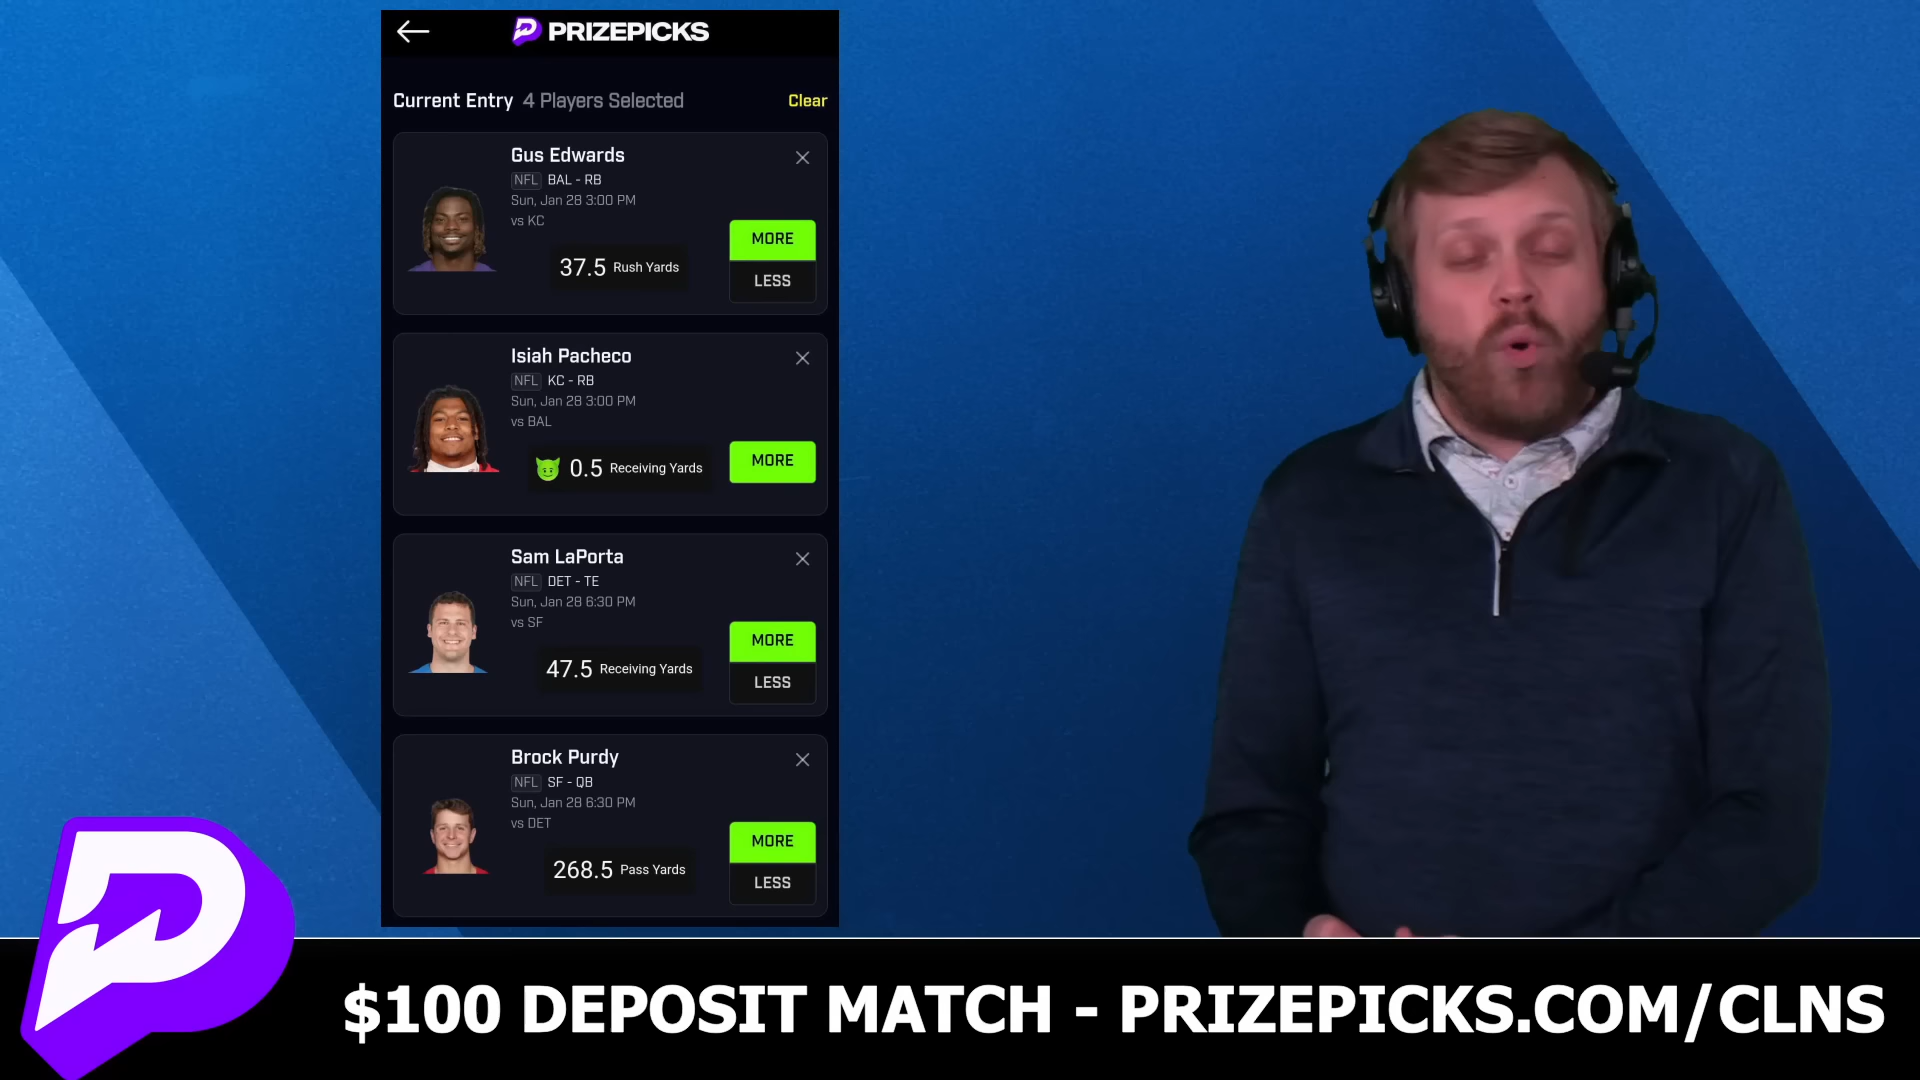 PRIZEPICKS
Current Entry 4 Players Selected Clear
Gus Edwards
NFL BAL - RB
Sun, Jan 28 3:00 PM
vs KC
37.5 Rush Yards
MORE
LESS
Isiah Pacheco
NFL KC - RB
Sun, Jan 28 3:00 PM
vs BAL
0.5 Receiving Yards
MORE
Sam LaPorta
NFL DET - TE
Sun, Jan 28 6:30 PM
vs SF
47.5 Receiving Yards
MORE
LESS
Brock Purdy
NFL SF - QB
Sun, Jan 28 6:30 PM
vs DET
268.5 Pass Yards
MORE
LESS
$100 DEPOSIT MATCH - PRIZEPICKS.COM/CLNS